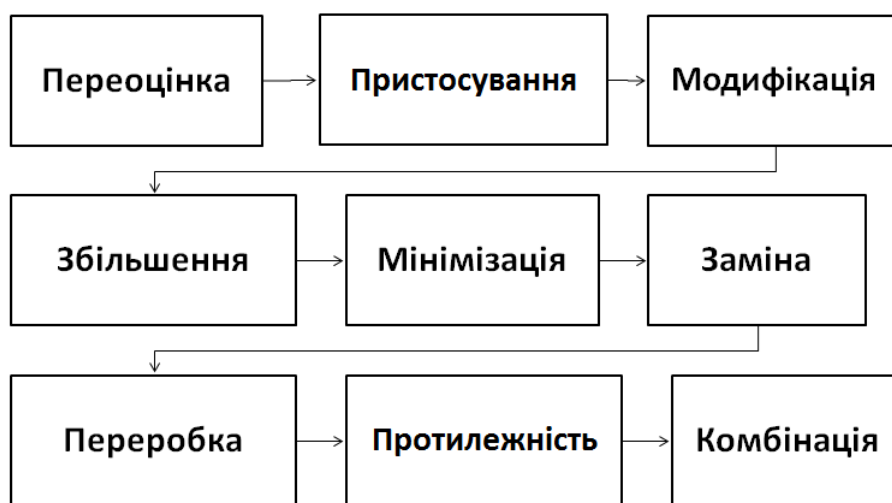 Переоцінка
Пристосування
Модифікація
Збільшення
Мінімізація
Заміна
Переробка
Протилежність
Комбінація